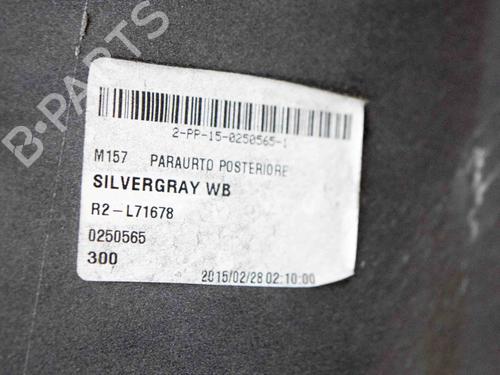 B-PARTS
2-PP-15-0250565-1
M157 PARAURTO POSTERIORE
SILVERGRAY WB
R2-L71678
0250565
300
2015/02/28 02:10:00